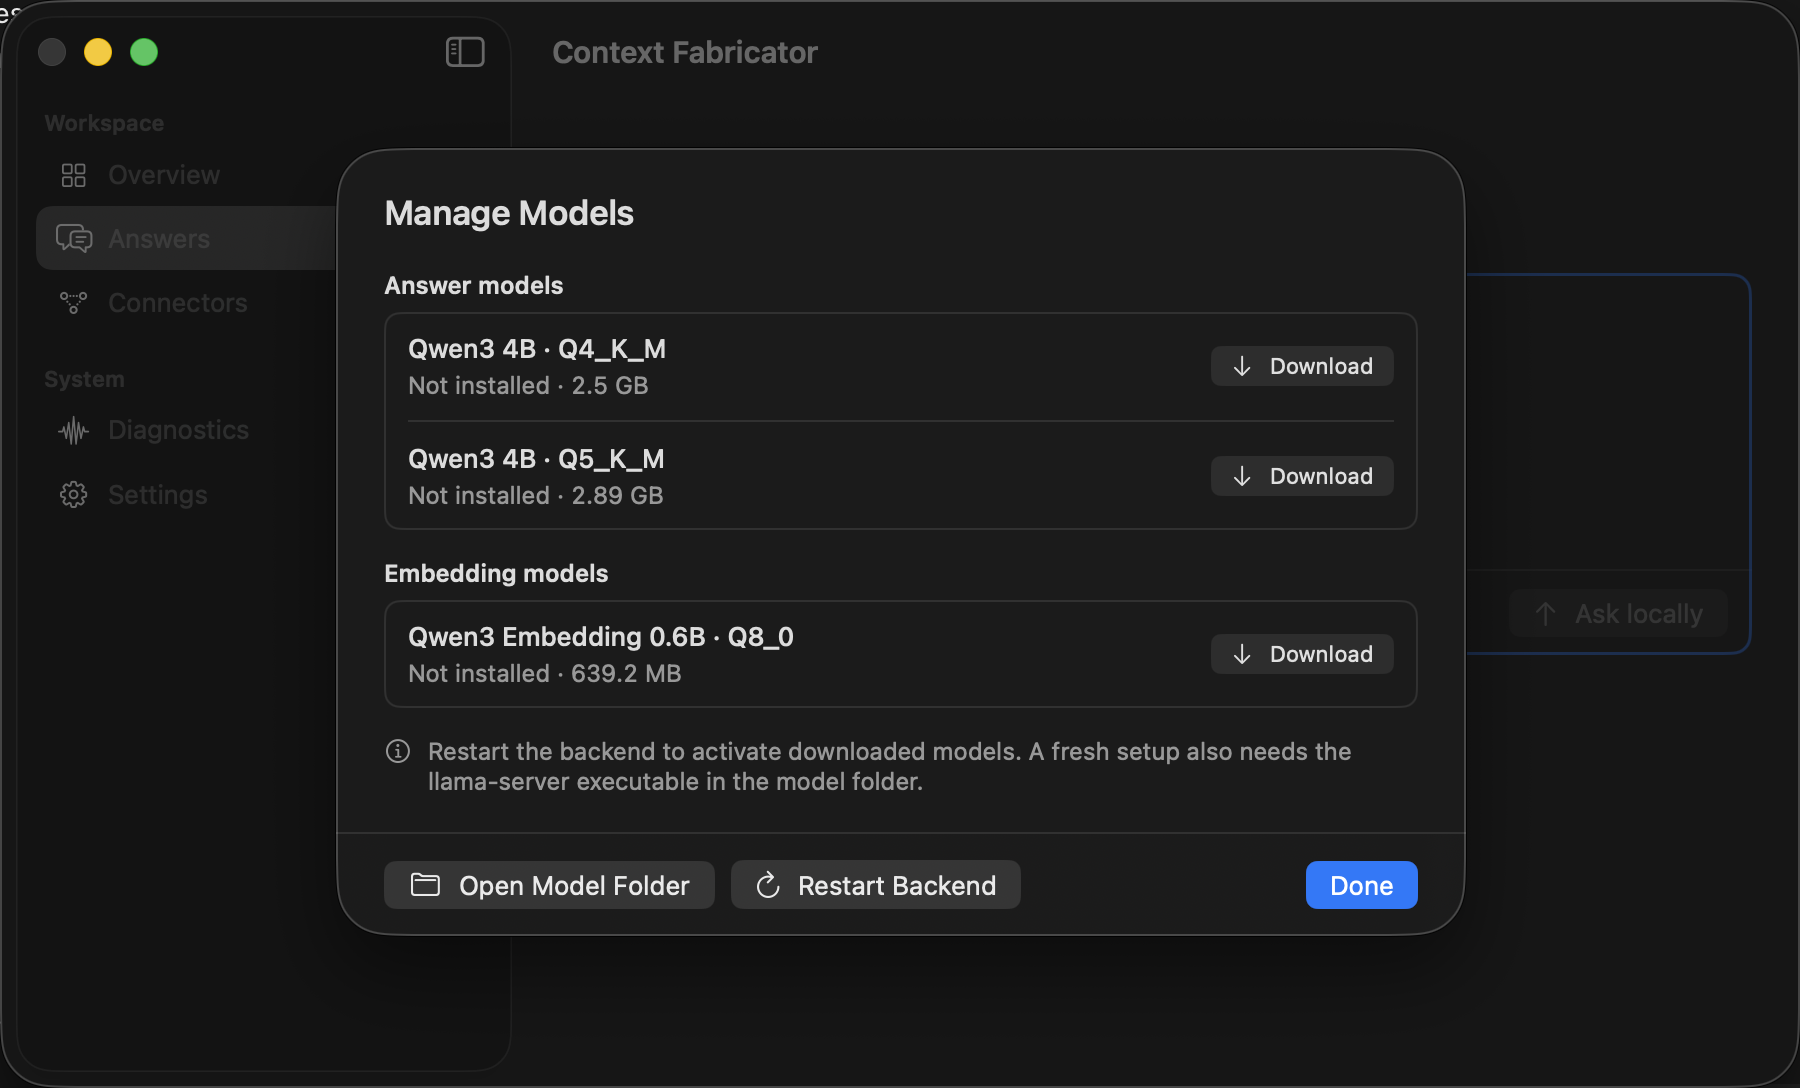 es
Context Fabricator
Workspace
Overview
Answers
Connectors
System
Diagnostics
Settings
Manage Models
Answer models
Qwen3 4B · Q4_K_M
Not installed · 2.5 GB
Download
Qwen3 4B · Q5_K_M
Not installed · 2.89 GB
Download
Embedding models
Qwen3 Embedding 0.6B · Q8_0
Not installed · 639.2 MB
Download
Restart the backend to activate downloaded models. A fresh setup also needs the
llama-server executable in the model folder.
Open Model Folder
Restart Backend
Done
Ask locally